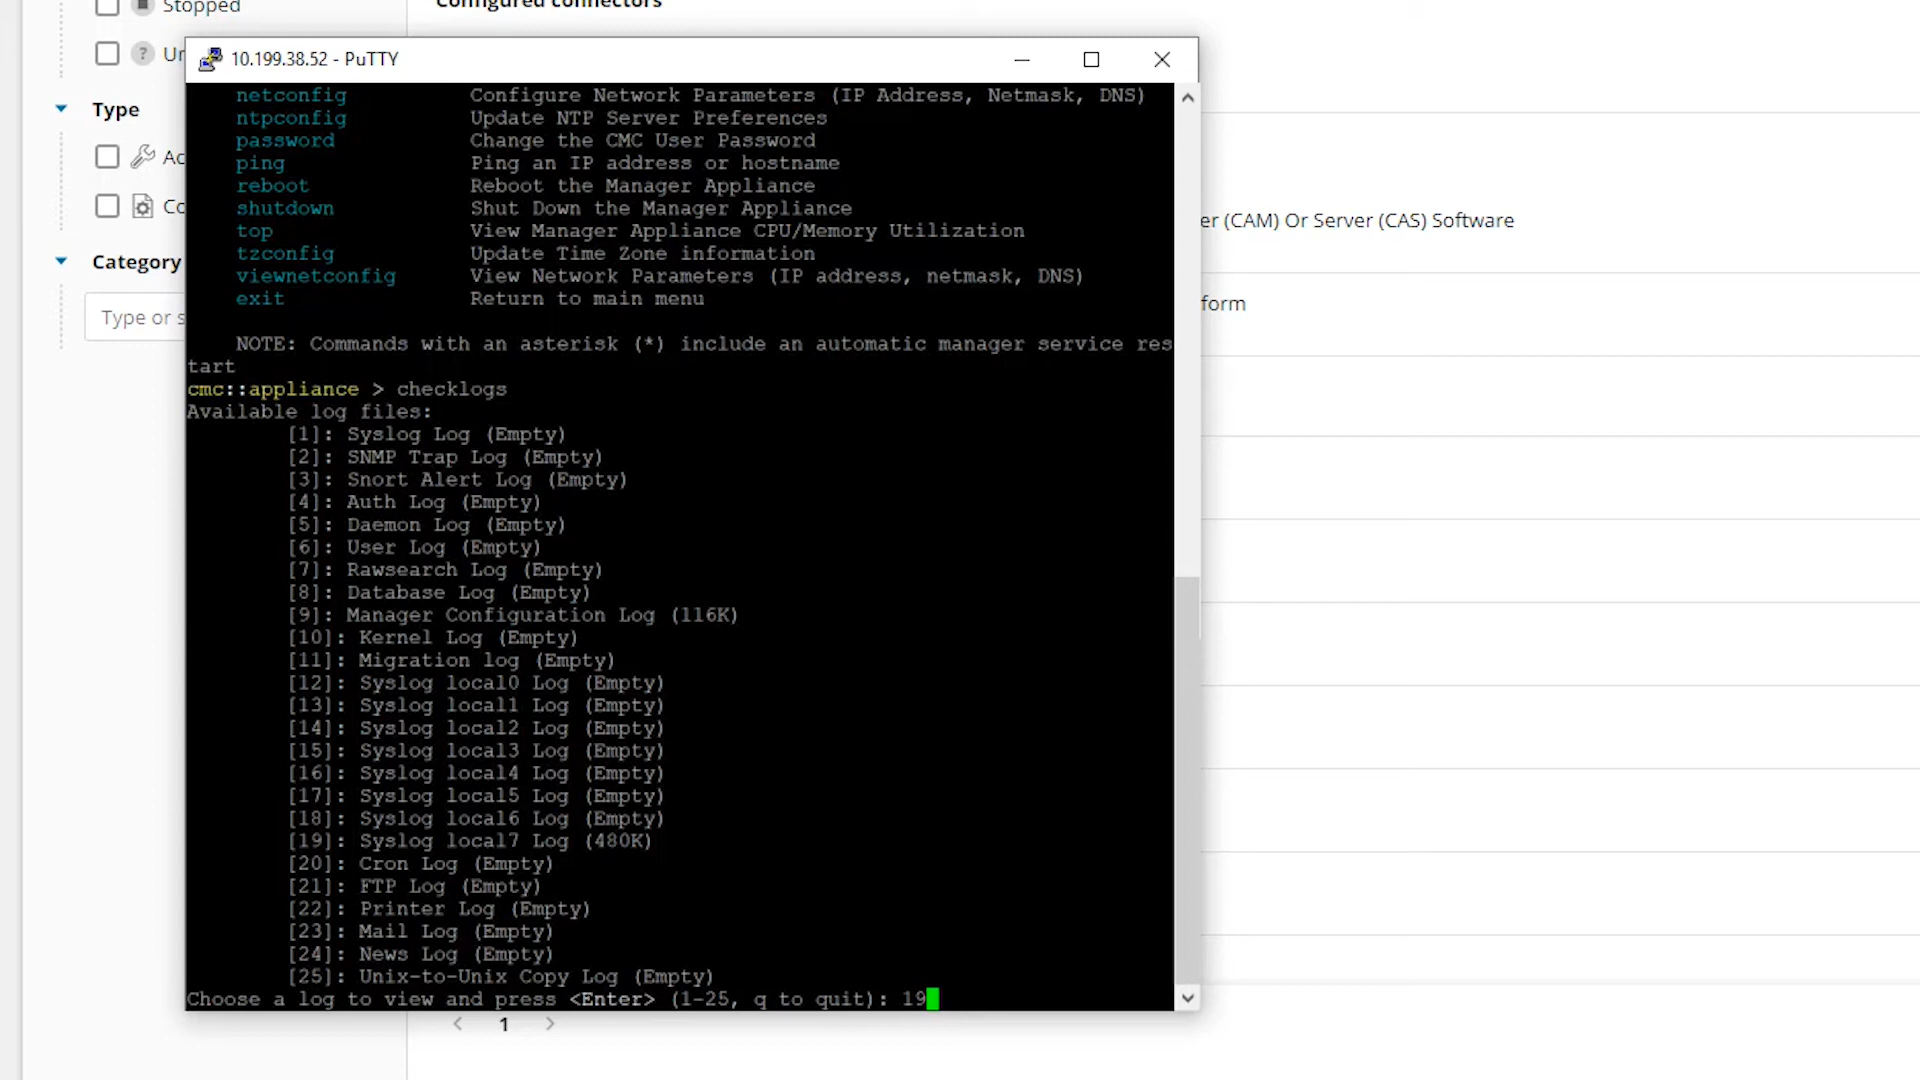 Stopped
Configured connectors
10.199.38.52 - PuTTY
Type
Category
Type or s
er (CAM) Or Server (CAS) Software
form
netconfig Configure Network Parameters (IP Address, Netmask, DNS)
ntpconfig Update NTP Server Preferences
password Change the CMC User Password
ping Ping an IP address or hostname
reboot Reboot the Manager Appliance
shutdown Shut Down the Manager Appliance
top View Manager Appliance CPU/Memory Utilization
tzconfig Update Time Zone information
viewnetconfig View Network Parameters (IP address, netmask, DNS)
exit Return to main menu
NOTE: Commands with an asterisk (*) include an automatic manager service res
tart
cmc::appliance > checklogs
Available log files:
[1]: Syslog Log (Empty)
[2]: SNMP Trap Log (Empty)
[3]: Snort Alert Log (Empty)
[4]: Auth Log (Empty)
[5]: Daemon Log (Empty)
[6]: User Log (Empty)
[7]: Rawsearch Log (Empty)
[8]: Database Log (Empty)
[9]: Manager Configuration Log (116K)
[10]: Kernel Log (Empty)
[11]: Migration log (Empty)
[12]: Syslog local0 Log (Empty)
[13]: Syslog local1 Log (Empty)
[14]: Syslog local2 Log (Empty)
[15]: Syslog local3 Log (Empty)
[16]: Syslog local4 Log (Empty)
[17]: Syslog local5 Log (Empty)
[18]: Syslog local6 Log (Empty)
[19]: Syslog local7 Log (480K)
[20]: Cron Log (Empty)
[21]: FTP Log (Empty)
[22]: Printer Log (Empty)
[23]: Mail Log (Empty)
[24]: News Log (Empty)
[25]: Unix-to-Unix Copy Log (Empty)
Choose a log to view and press <Enter> (1-25, q to quit): 19
1